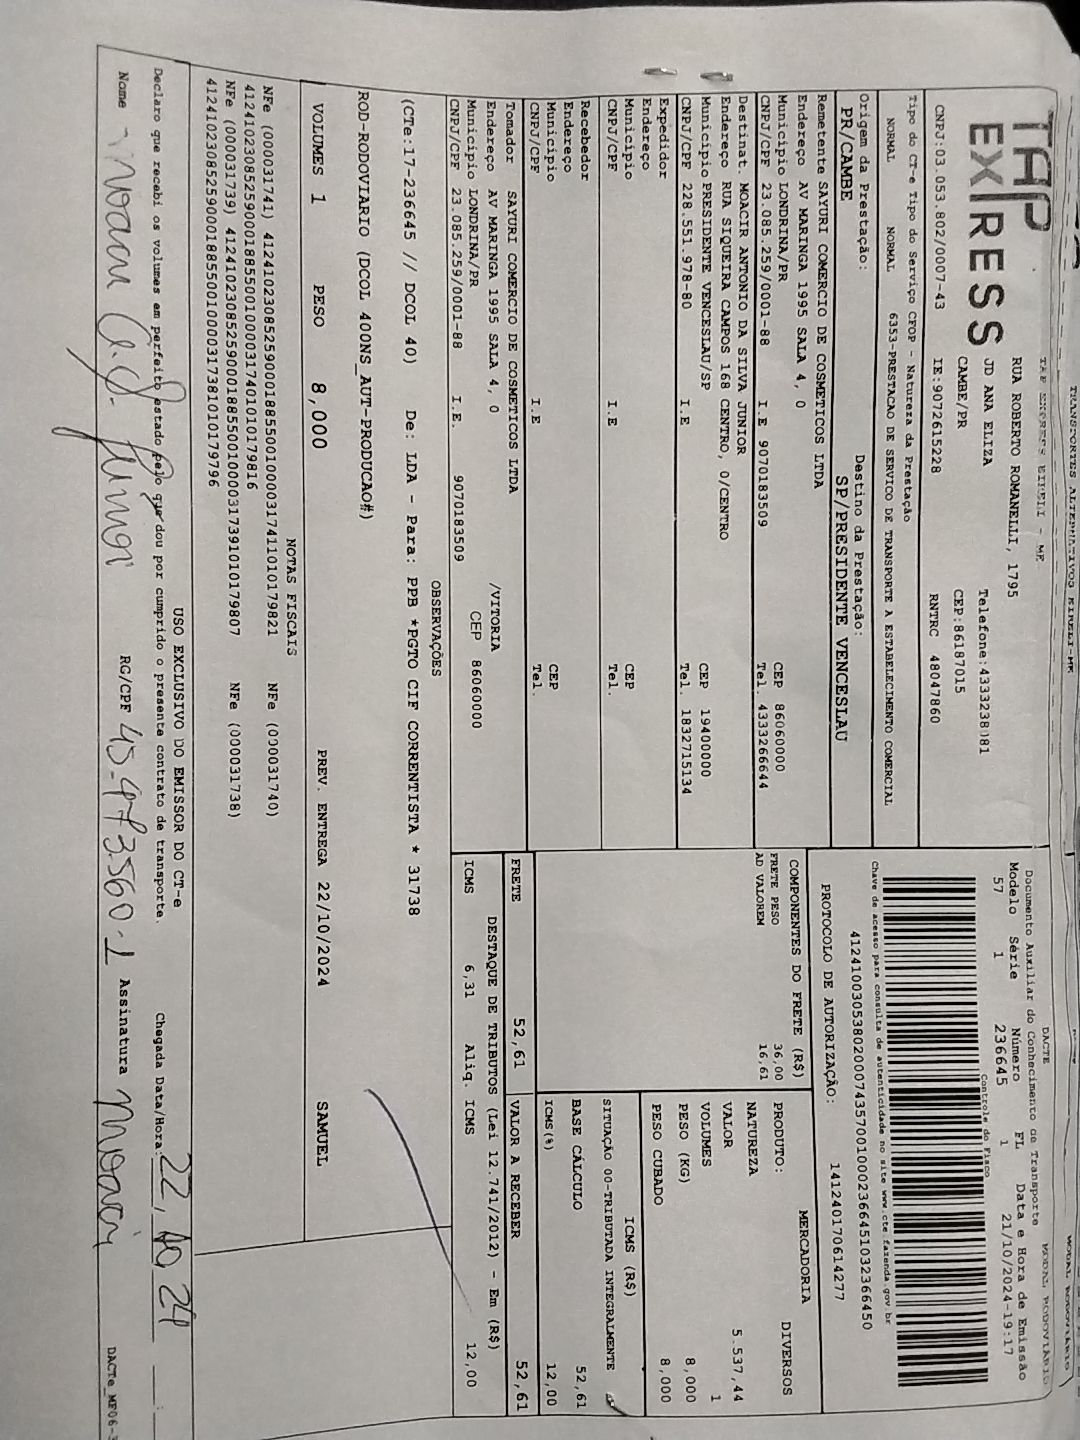 TAP EXPRESS EIRELI - ME
TAP
EXPRESS
RUA ROBERTO ROMANELLI, 1795
JD ANA ELIZA
Telefone:4333238081
CAMBE/PR
CEP:86187015
CNPJ:03.053.802/0007-43
IE:9072615228
RNTRC 48047860
DACTE
MODAL RODOVIÁRIO
Documento Auxiliar do Conhecimento de Transporte
Modelo Série Número FL Data e Hora de Emissão
57 1 236645 1 21/10/2024-19:17
Controle do Fisco
Chave de acesso para consulta de autenticidade no site www.cte.fazenda.gov.br
41241003053802000743570010002366451032366450
PROTOCOLO DE AUTORIZAÇÃO: 141240170614277
Tipo do CT-e Tipo do Serviço CFOP - Natureza da Prestação
NORMAL NORMAL 6353-PRESTACAO DE SERVICO DE TRANSPORTE A ESTABELECIMENTO COMERCIAL
Origem da Prestação: Destino da Prestação:
PR/CAMBE SP/PRESIDENTE VENCESLAU
Remetente SAYURI COMERCIO DE COSMETICOS LTDA
Endereço AV MARINGA 1995 SALA 4, 0
Município LONDRINA/PR CEP 86060000
CNPJ/CPF 23.085.259/0001-88 I.E 9070183509 Tel. 4333266644
Destinat. MOACIR ANTONIO DA SILVA JUNIOR
Endereço RUA SIQUEIRA CAMPOS 168 CENTRO, 0/CENTRO
Município PRESIDENTE VENCESLAU/SP CEP 19400000
CNPJ/CPF 228.551.978-80 I.E Tel. 1832715134
Expedidor
Endereço
Município CEP
CNPJ/CPF I.E Tel.
Recebedor
Endereço
Município CEP
CNPJ/CPF I.E Tel.
Tomador SAYURI COMERCIO DE COSMETICOS LTDA
Endereço AV MARINGA 1995 SALA 4, 0 /VITORIA
Município LONDRINA/PR CEP 86060000
CNPJ/CPF 23.085.259/0001-88 I.E. 9070183509
COMPONENTES DO FRETE (R$)
FRETE PESO 36,00
AD VALOREM 16,61
MERCADORIA
PRODUTO: DIVERSOS
NATUREZA
VALOR 5.537,44
VOLUMES 1
PESO (KG) 8,000
PESO CUBADO 8,000
ICMS (R$)
SITUAÇÃO 00-TRIBUTADA INTEGRALMENTE
BASE CÁLCULO 52,61
ICMS(%) 12,00
FRETE 52,61 VALOR A RECEBER 52,61
DESTAQUE DE TRIBUTOS (Lei 12.741/2012) - Em (R$)
ICMS 6,31 Aliq. ICMS 12,00
OBSERVAÇÕES
(CTe:17-236645 // DCOL 40) De: LDA - Para: PPB *PGTO CIF CORRENTISTA * 31738
ROD-RODOVIARIO (DCOL 400NS_AUT-PRODUCAO#)
VOLUMES 1 PESO 8,000 PREV. ENTREGA 22/10/2024 SAMUEL
NOTAS FISCAIS
NFe (000031741) 41241023085259000188550010000317411010179821 NFe (000031740)
41241023085259000188550010000317401010179816
NFe (000031739) 41241023085259000188550010000317391010179807 NFe (000031738)
41241023085259000188550010000317381010179796
USO EXCLUSIVO DO EMISSOR DO CT-e
Declaro que recebi os volumes em perfeito estado pelo que dou por cumprido o presente contrato de transporte. Chegada Data/Hora: 22/10/24
Nome Moacir A. S. Junior RG/CPF 45.473.560-1 Assinatura Moacir